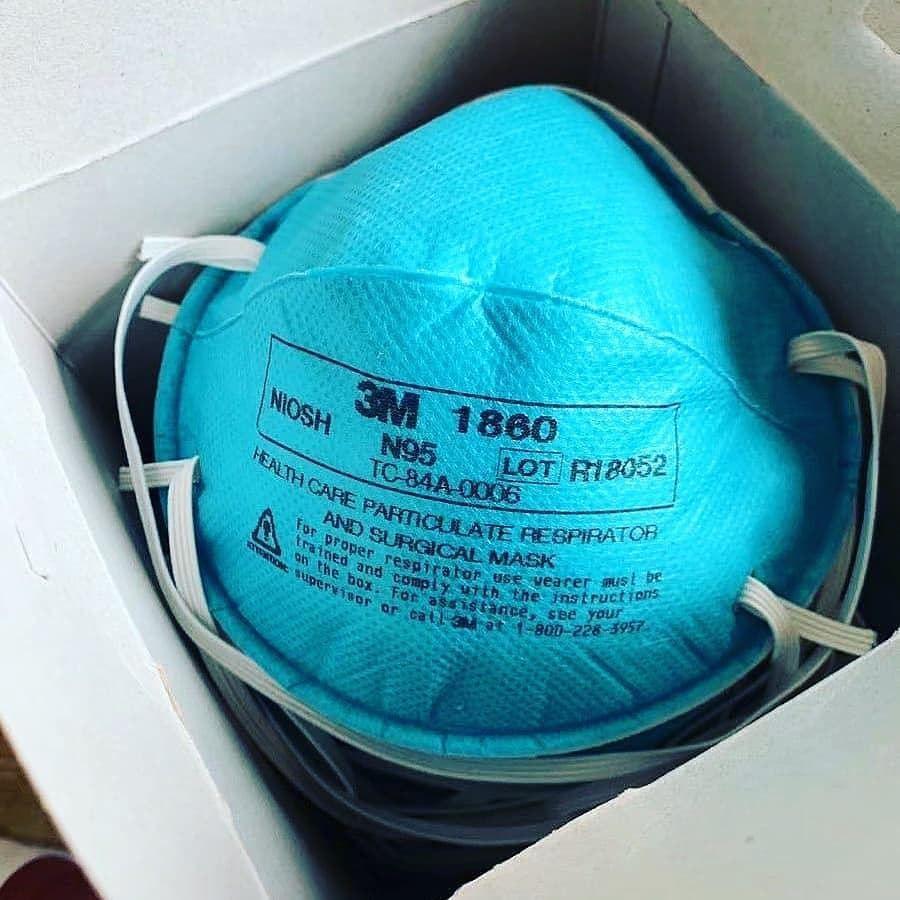 3M 1860
NIOSH N95 LOT R18052
TC-84A-0006
HEALTH CARE PARTICULATE RESPIRATOR
AND SURGICAL MASK
ATTENTION:
For proper respirator use wearer must be
trained and comply with the instructions
on the box. For assistance, see your
supervisor or call 3M at 1-800-228-3957.